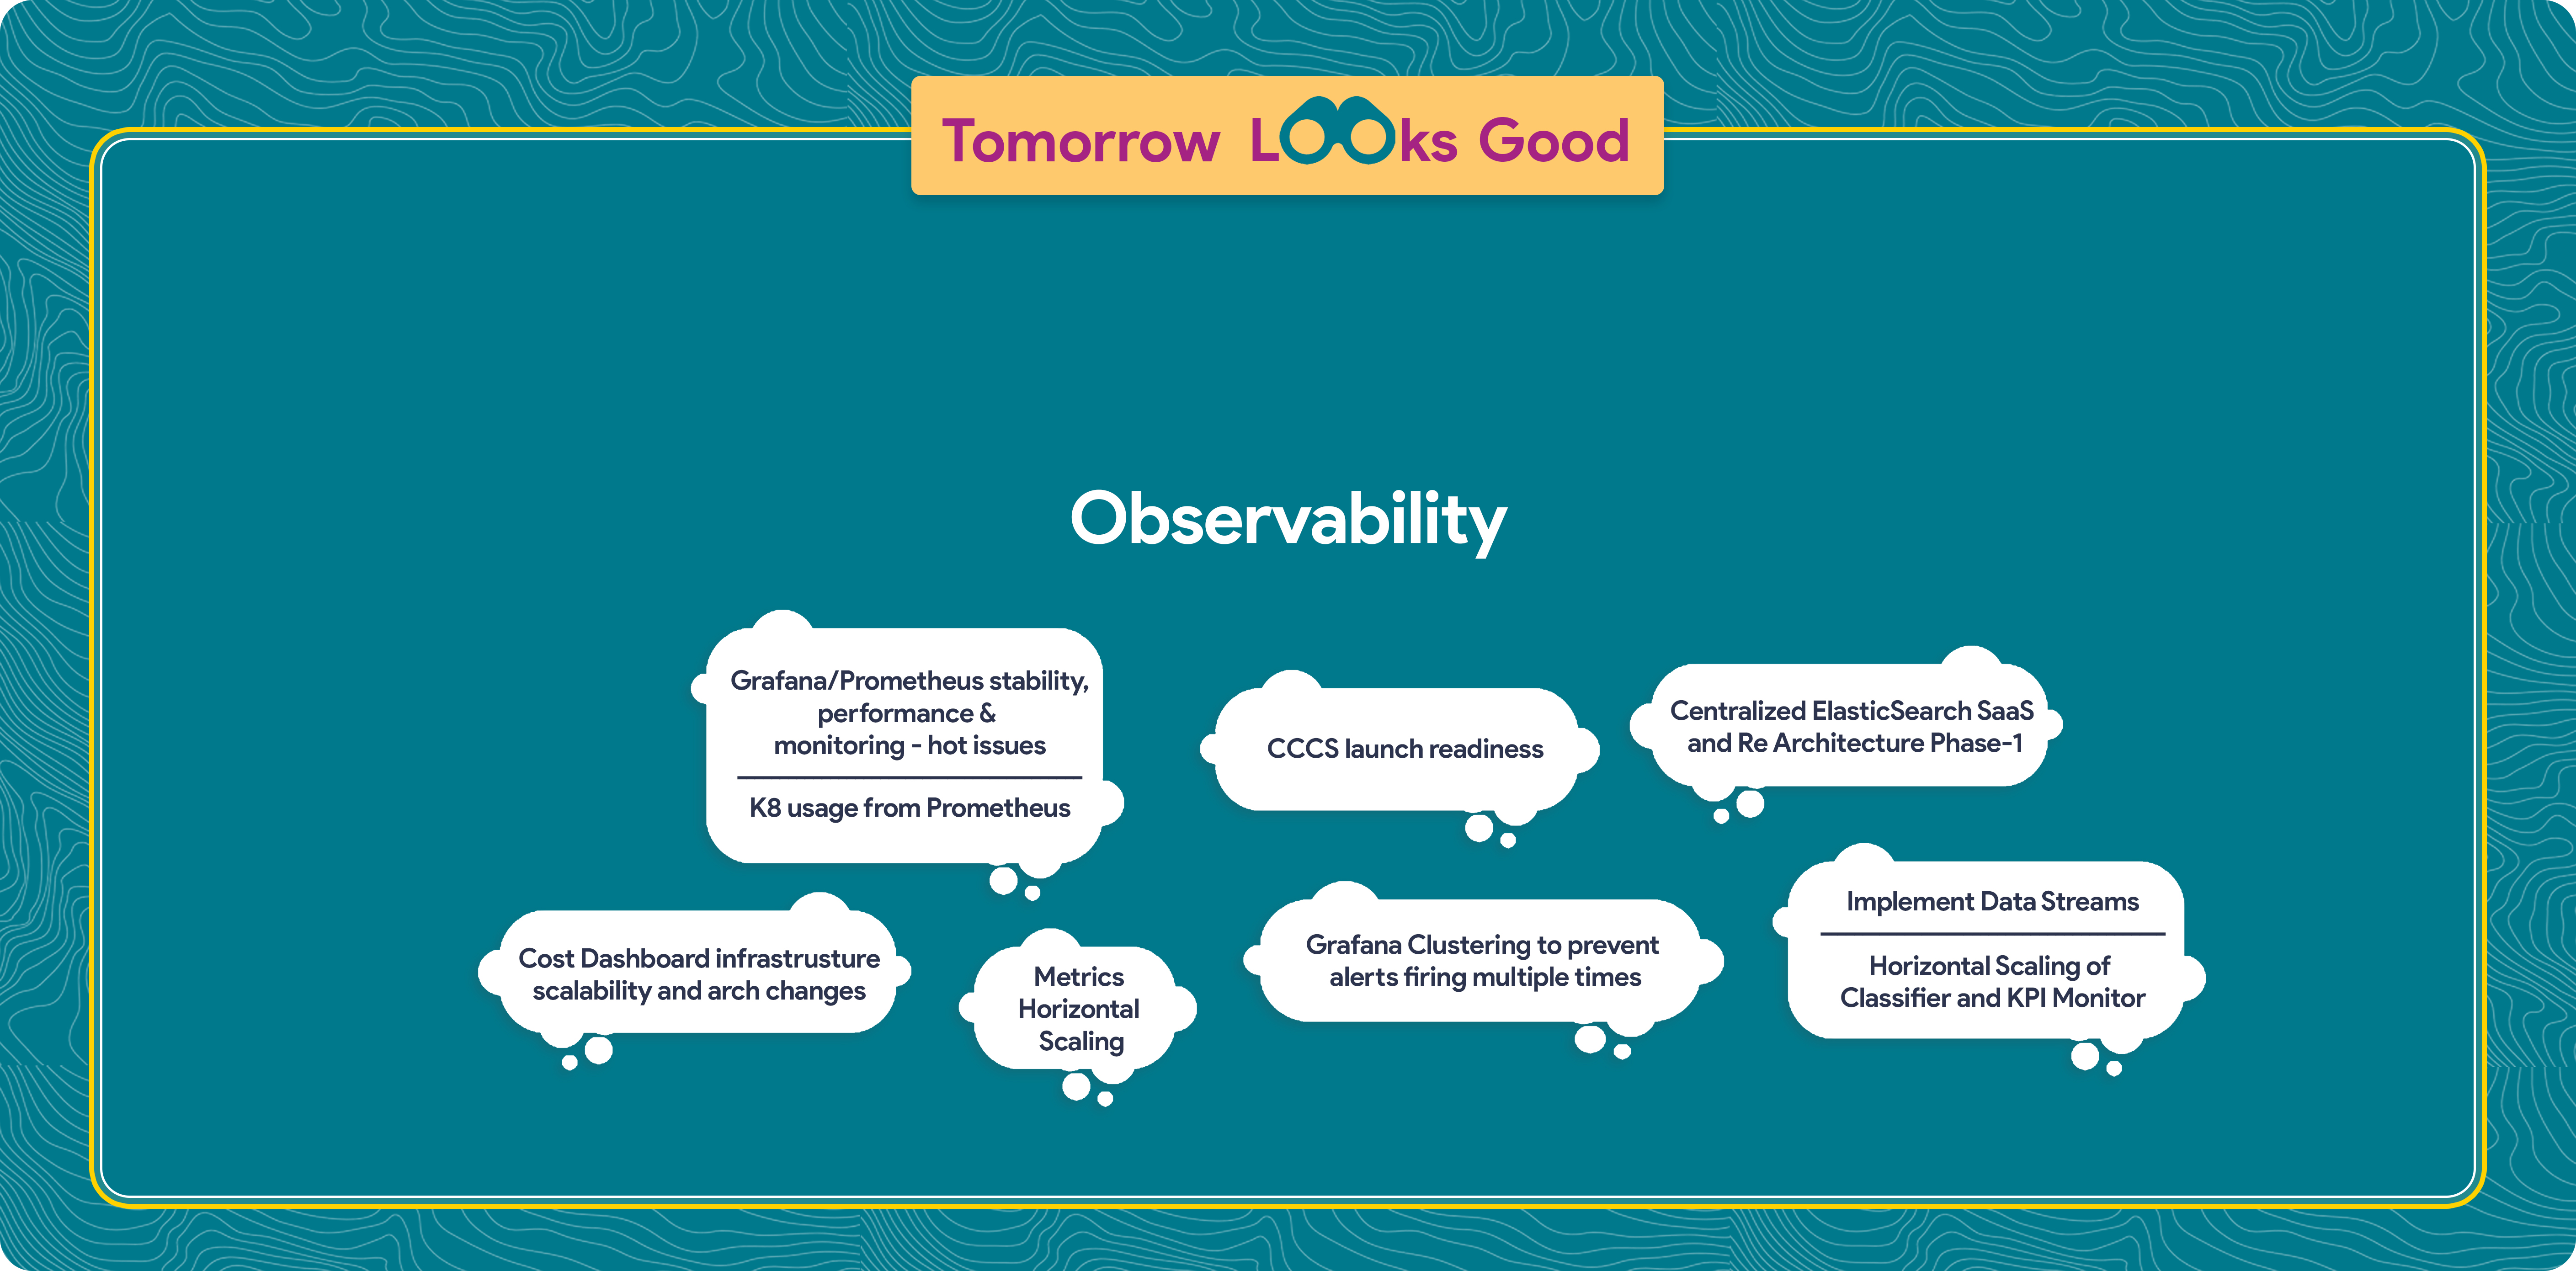 Tomorrow Looks Good
Observability
Grafana/Prometheus stability,
performance &
monitoring - hot issues
K8 usage from Prometheus
CCCS launch readiness
Centralized ElasticSearch SaaS
and Re Architecture Phase-1
Cost Dashboard infrastrusture
scalability and arch changes
Metrics
Horizontal
Scaling
Grafana Clustering to prevent
alerts firing multiple times
Implement Data Streams
Horizontal Scaling of
Classifier and KPI Monitor